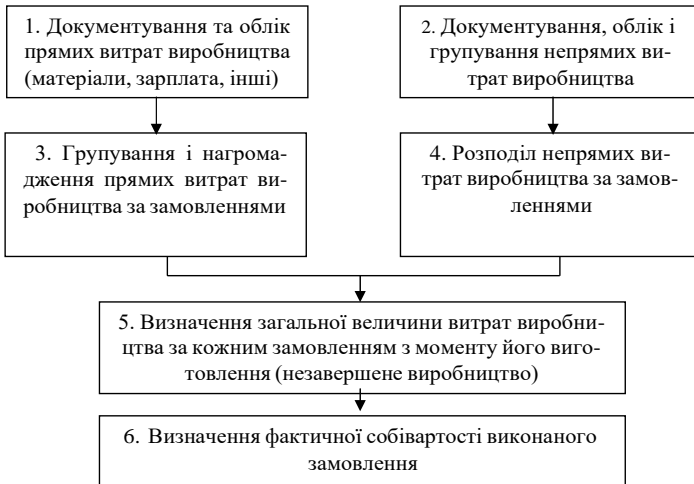 1. Документування та облік
прямих витрат виробництва
(матеріали, зарплата, інші)
2. Документування, облік і
групування непрямих ви-
трат виробництва
3. Групування і нагрома-
дження прямих витрат ви-
робництва за замовленнями
4. Розподіл непрямих ви-
трат виробництва за замов-
леннями
5. Визначення загальної величини витрат виробни-
цтва за кожним замовленням з моменту його виго-
товлення (незавершене виробництво)
6. Визначення фактичної собівартості виконаного
замовлення